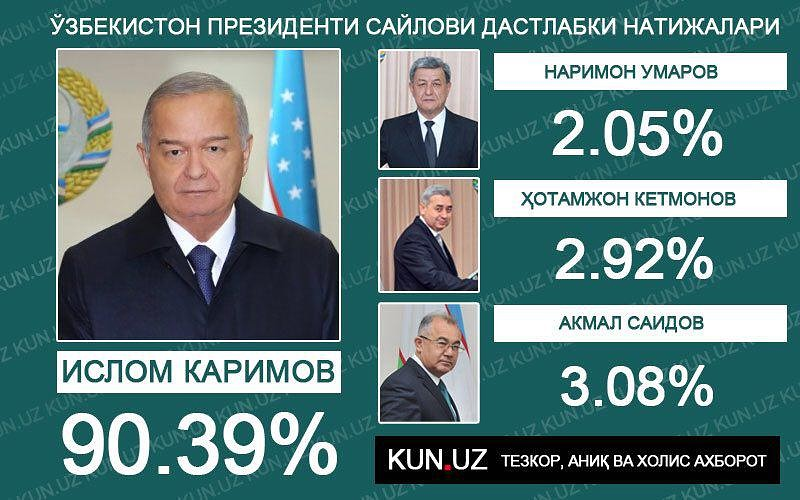 ЎЗБЕКИСТОН ПРЕЗИДЕНТИ САЙЛОВИ ДАСТЛАБКИ НАТИЖАЛАРИ
ИСЛОМ КАРИМОВ
90.39%
НАРИМОН УМАРОВ
2.05%
ҲОТАМЖОН КЕТМОНОВ
2.92%
АКМАЛ САИДОВ
3.08%
KUN.UZ ТЕЗКОР, АНИҚ ВА ХОЛИС АХБОРОТ